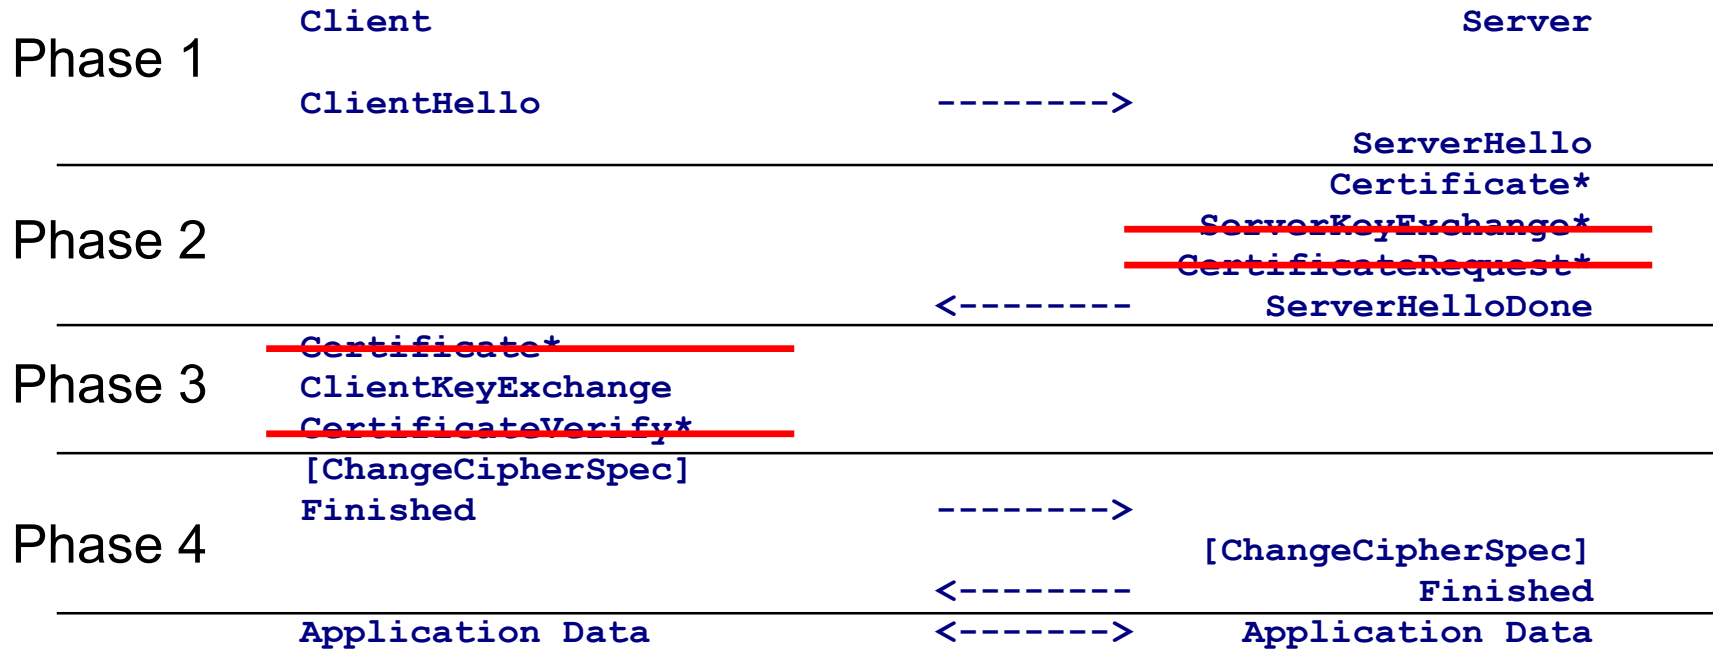 Client Server
Phase 1
ClientHello -------->
ServerHello
Certificate*
Phase 2
ServerKeyExchange*
CertificateRequest*
<-------- ServerHelloDone
Certificate*
Phase 3
ClientKeyExchange
CertificateVerify*
[ChangeCipherSpec]
Finished -------->
Phase 4
[ChangeCipherSpec]
<-------- Finished
Application Data <-------> Application Data